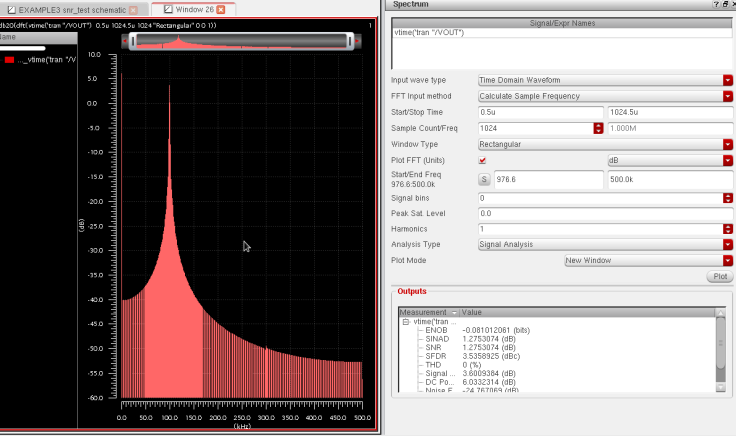 EXAMPLE3 snr_test schematic
Window 26
db20(dft(vtime('tran "/VOUT") 0.5u 1024.5u 1024 "Rectangular" 0 0 1))
1
Name
..._vtime('tran "/V
10.0
5.0
0.0
-5.0
-10.0
-15.0
-20.0
-25.0
-30.0
-35.0
-40.0
-45.0
-50.0
-55.0
-60.0
(dB)
0.0 50.0 100.0 150.0 200.0 250.0 300.0 350.0 400.0 450.0 500.0
(kHz)
Spectrum
Signal/Expr Names
vtime('tran "/VOUT")
Input wave type Time Domain Waveform
FFT Input method Calculate Sample Frequency
Start/Stop Time 0.5u 1024.5u
Sample Count/Freq 1024 1.000M
Window Type Rectangular
Plot FFT (Units) dB
Start/End Freq
976.6:500.0k S 976.6 500.0k
Signal bins 0
Peak Sat. Level 0.0
Harmonics 1
Analysis Type Signal Analysis
Plot Mode New Window
Plot
Outputs
Measurement Value
vtime('tran ...
ENOB -0.081012061 (bits)
SINAD 1.2753074 (dB)
SNR 1.2753074 (dB)
SFDR 3.5358925 (dBc)
THD 0 (%)
Signal ... 3.6009384 (dB)
DC Po... 6.0332314 (dB)
Noise F... -24.767069 (dB)